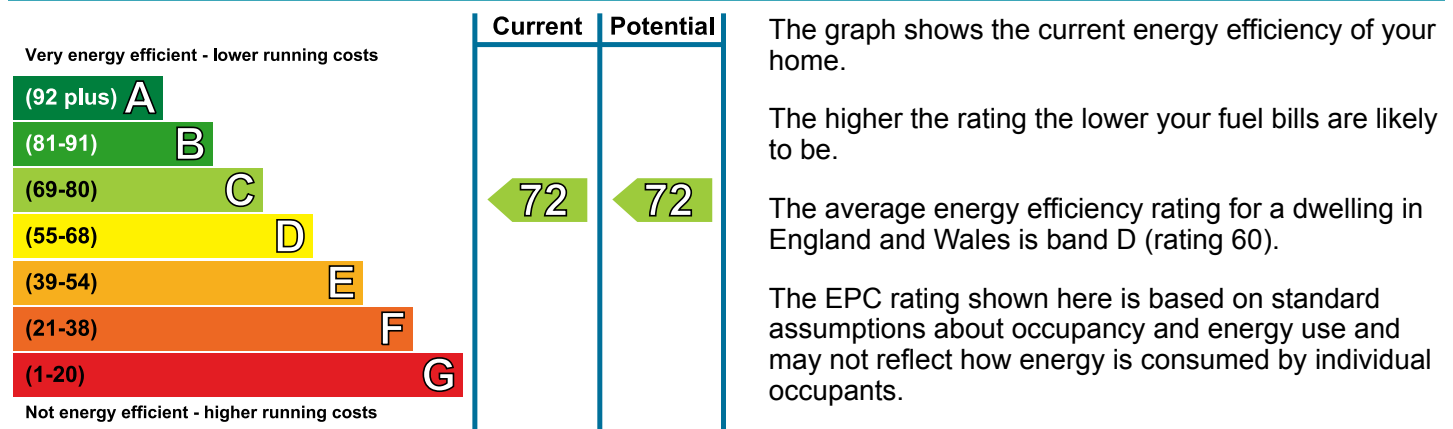 Current Potential
Very energy efficient - lower running costs
(92 plus) A
(81-91) B
(69-80) C
72 72
(55-68) D
(39-54) E
(21-38) F
(1-20) G
Not energy efficient - higher running costs
The graph shows the current energy efficiency of your
home.
The higher the rating the lower your fuel bills are likely
to be.
The average energy efficiency rating for a dwelling in
England and Wales is band D (rating 60).
The EPC rating shown here is based on standard
assumptions about occupancy and energy use and
may not reflect how energy is consumed by individual
occupants.